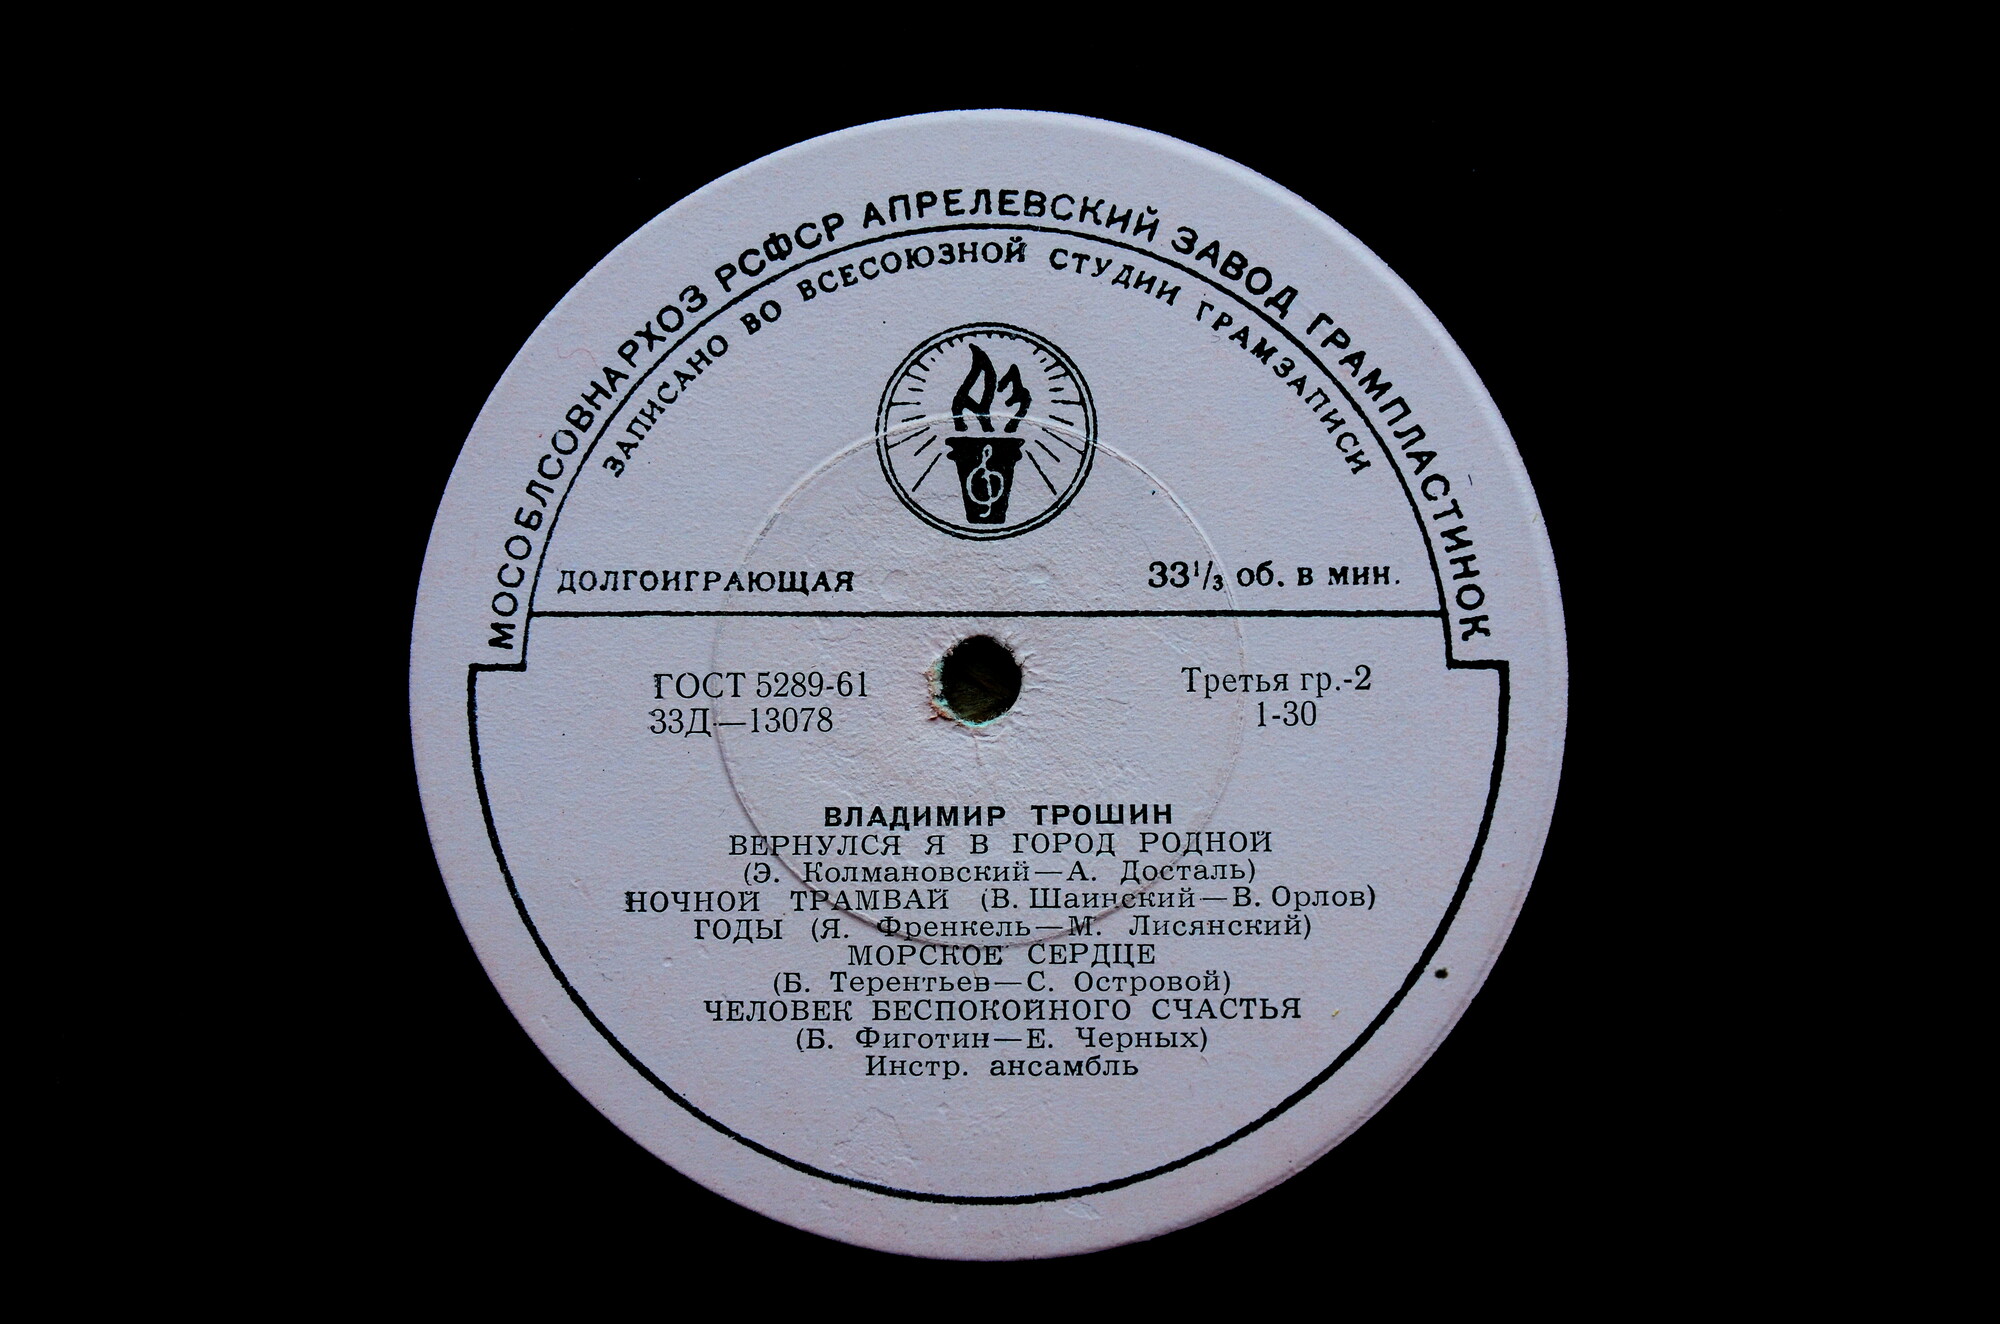 МОСОБЛСОВНАРХОЗ РСФСР АПРЕЛЕВСКИЙ ЗАВОД ГРАМПЛАСТИНОК
ЗАПИСАНО ВО ВСЕСОЮЗНОЙ СТУДИИ ГРАМЗАПИСИ
АЗ
ДОЛГОИГРАЮЩАЯ 33 1/3 об. в мин.
ГОСТ 5289-61 Третья гр.-2
33Д—13078 1-30
ВЛАДИМИР ТРОШИН
ВЕРНУЛСЯ Я В ГОРОД РОДНОЙ
(Э. Колмановский—А. Досталь)
НОЧНОЙ ТРАМВАЙ (В. Шаинский—В. Орлов)
ГОДЫ (Я. Френкель—М. Лисянский)
МОРСКОЕ СЕРДЦЕ
(Б. Терентьев—С. Островой)
ЧЕЛОВЕК БЕСПОКОЙНОГО СЧАСТЬЯ
(Б. Фиготин—Е. Черных)
Инстр. ансамбль